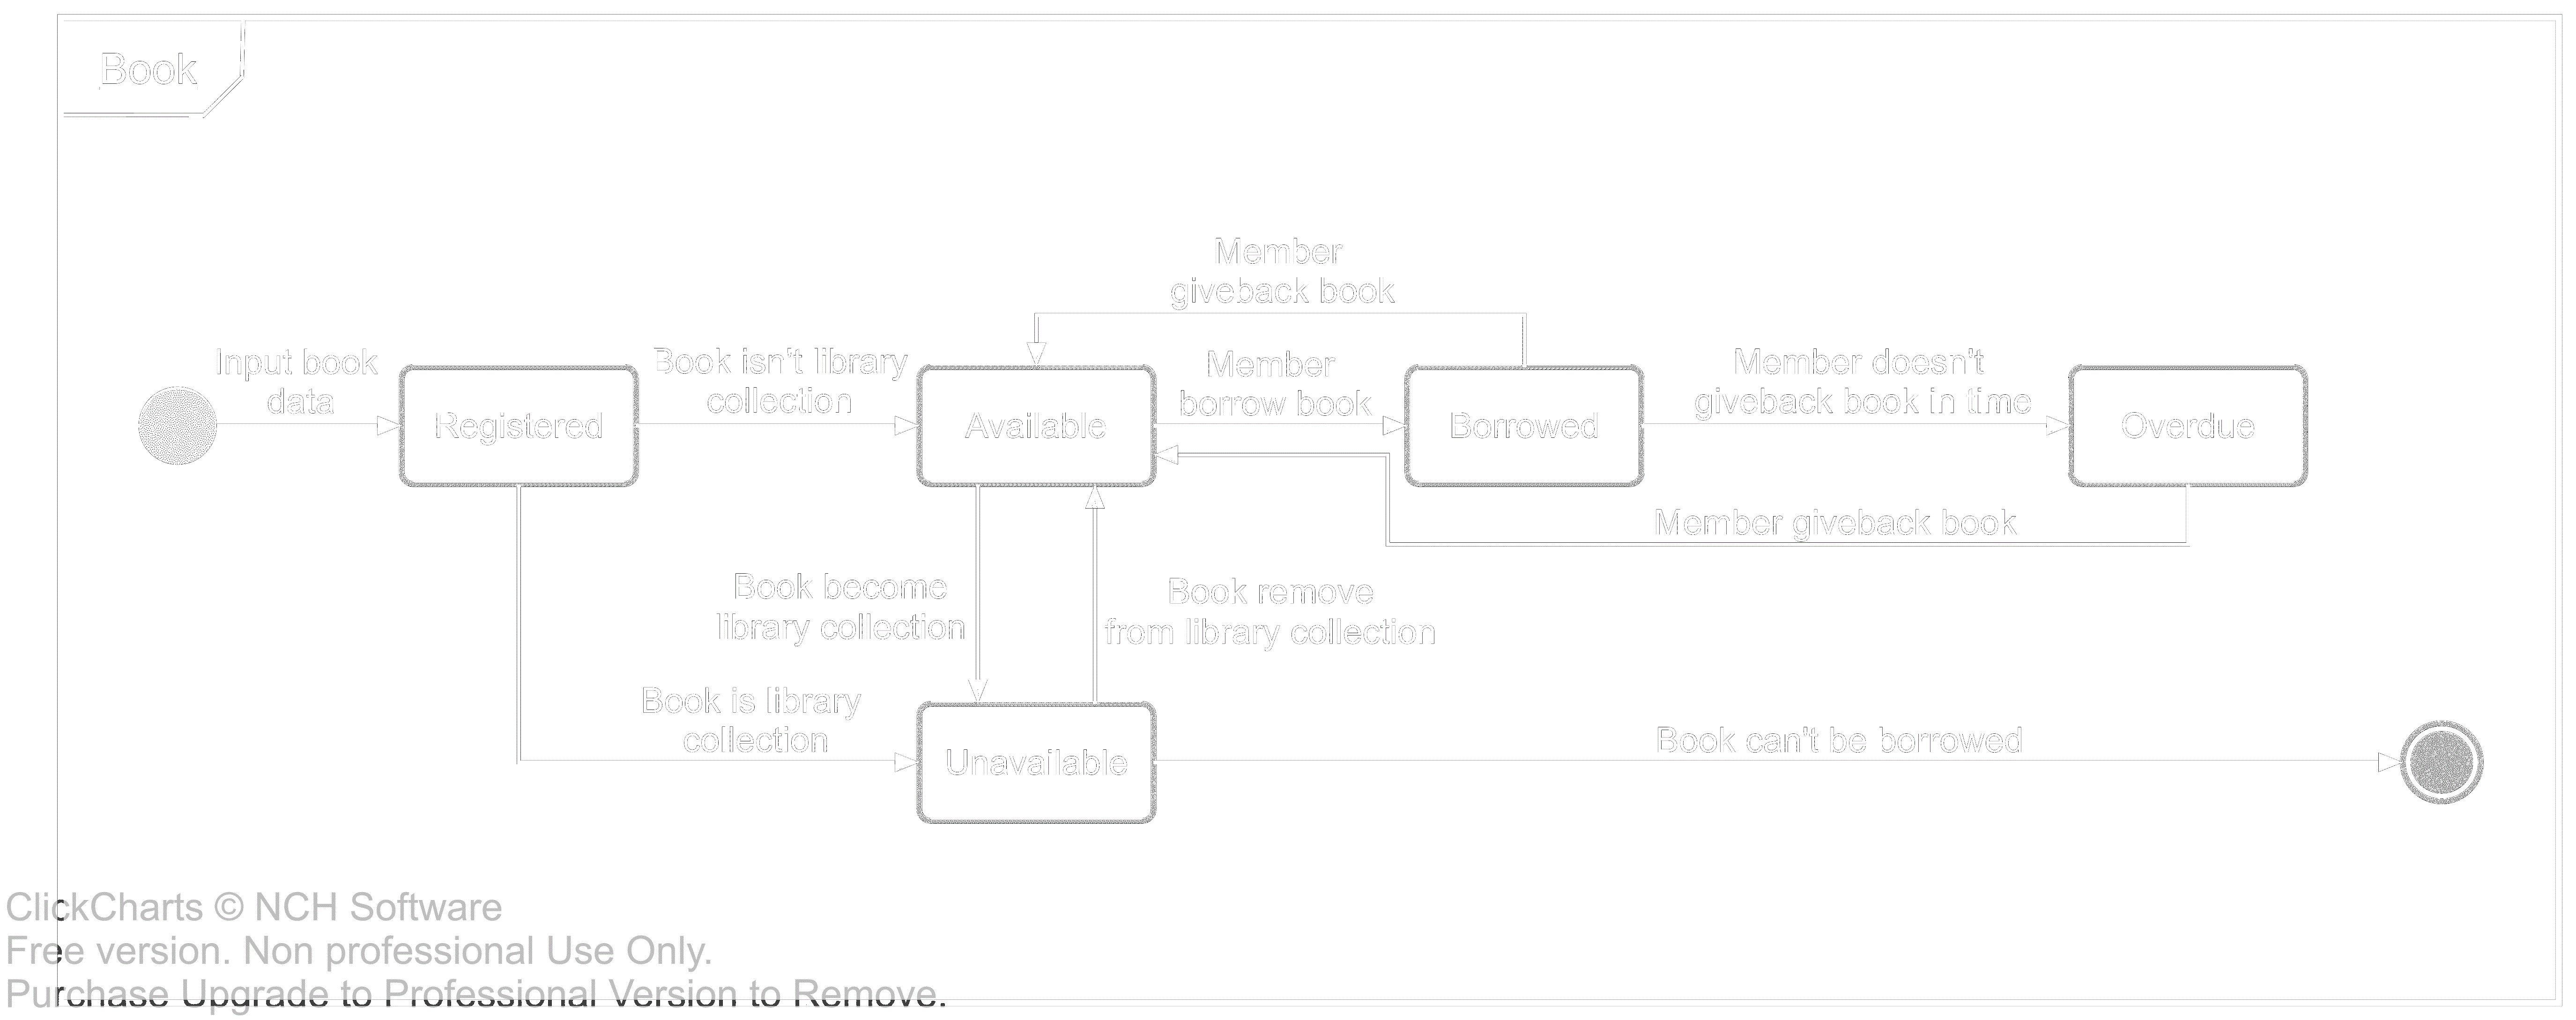 Book
Member
giveback book
Input book
data
Book isn't library
collection
Member
borrow book
Member doesn't
giveback book in time
Registered
Available
Borrowed
Overdue
Member giveback book
Book become
library collection
Book remove
from library collection
Book is library
collection
Unavailable
Book can't be borrowed
ClickCharts © NCH Software
Free version. Non professional Use Only.
Purchase Upgrade to Professional Version to Remove.